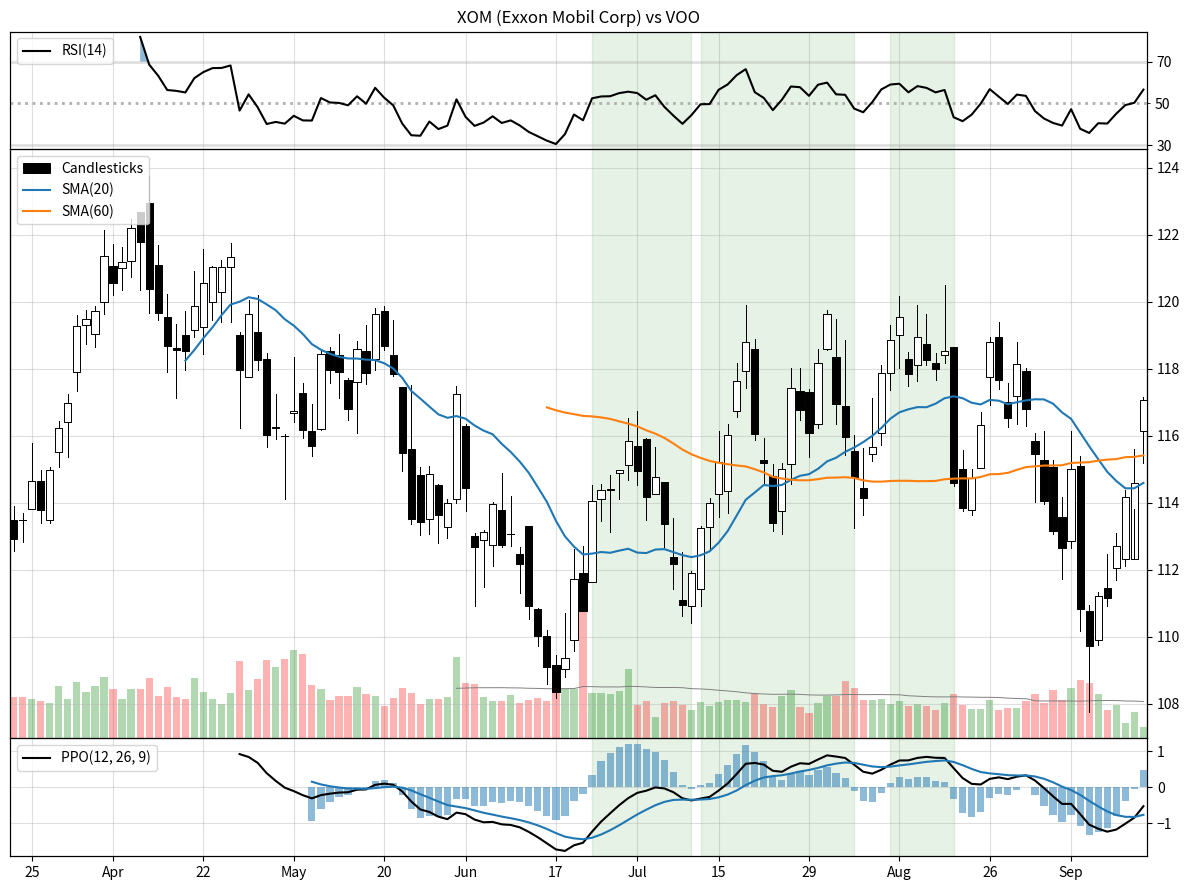 XOM (Exxon Mobil Corp) vs VOO
RSI(14)
70
50
30
Candlesticks
SMA(20)
SMA(60)
124
122
120
118
116
114
112
110
108
PPO(12, 26, 9)
1
0
−1
25 Apr 22 May 20 Jun 17 Jul 15 29 Aug 26 Sep